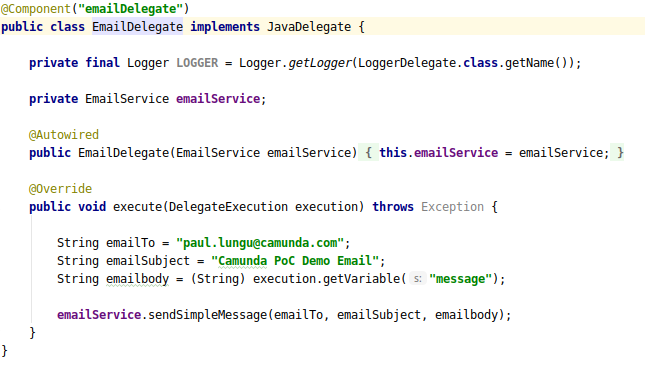 @Component("emailDelegate")
public class EmailDelegate implements JavaDelegate {
private final Logger LOGGER = Logger.getLogger(LoggerDelegate.class.getName());
private EmailService emailService;
@Autowired
public EmailDelegate(EmailService emailService) { this.emailService = emailService; }
@Override
public void execute(DelegateExecution execution) throws Exception {
String emailTo = "paul.lungu@camunda.com";
String emailSubject = "Camunda PoC Demo Email";
String emailbody = (String) execution.getVariable( s: "message");
emailService.sendSimpleMessage(emailTo, emailSubject, emailbody);
}
}